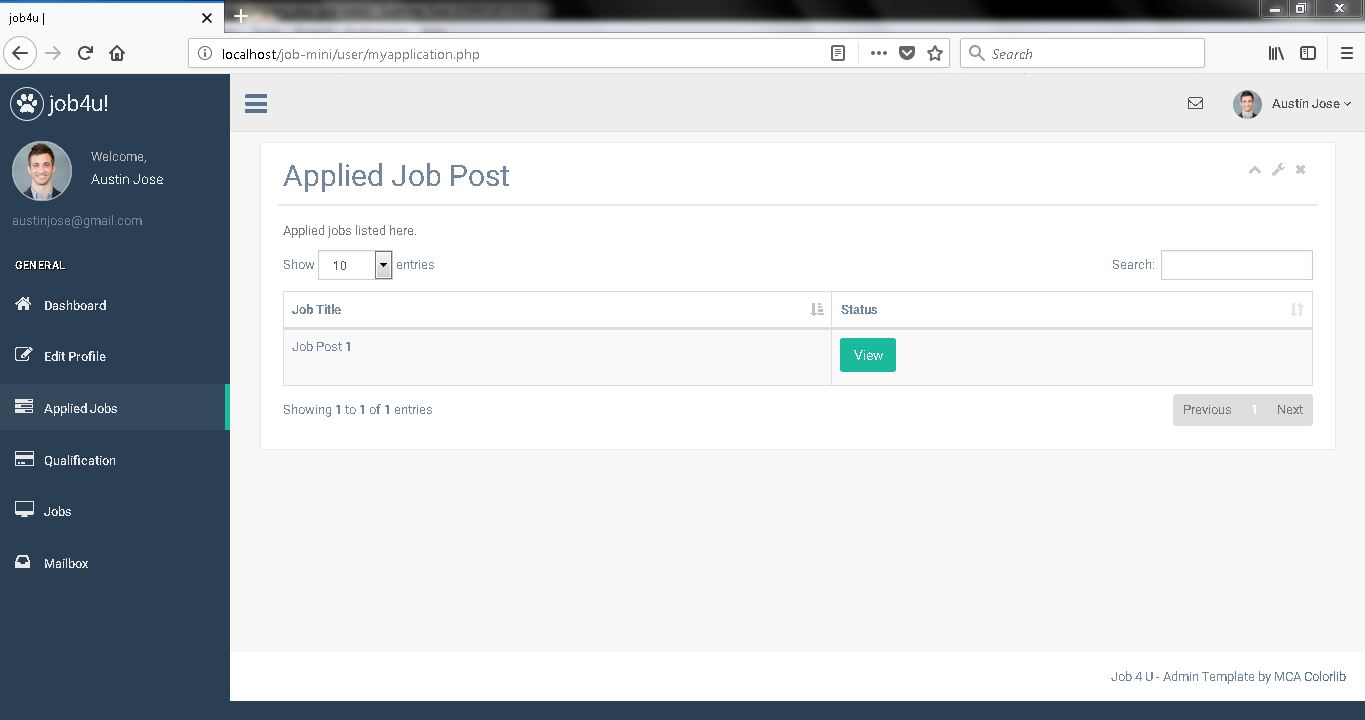 job4u |
localhost/job-mini/user/myapplication.php
Search
job4u!
Austin Jose
Welcome,
Austin Jose
austinjose@gmail.com
GENERAL
Dashboard
Edit Profile
Applied Jobs
Qualification
Jobs
Mailbox
Applied Job Post
Applied jobs listed here.
Show 10 entries
Search:
Job Title Status
Job Post 1 View
Showing 1 to 1 of 1 entries
Previous 1 Next
Job 4 U - Admin Template by MCA Colorlib